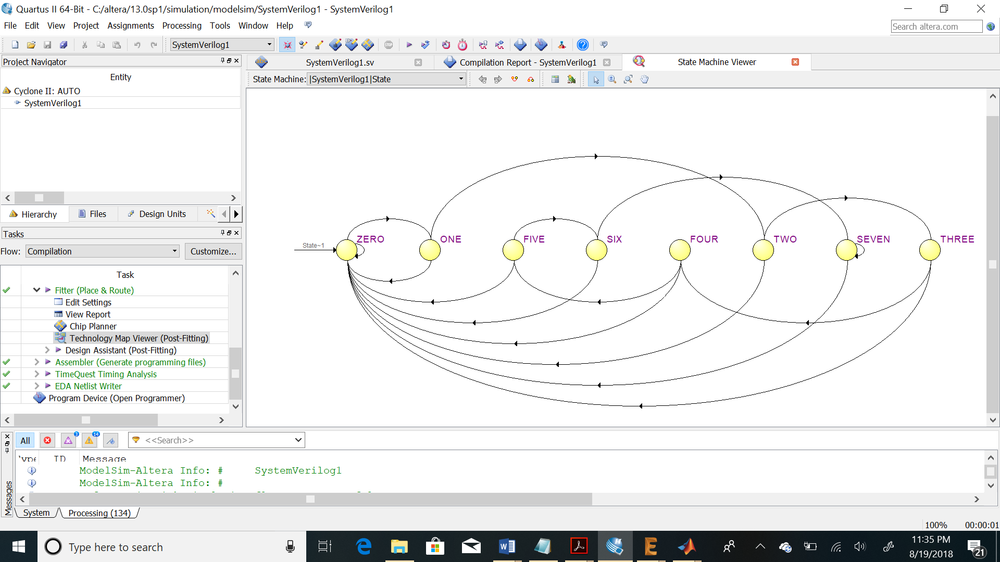 Quartus II 64-Bit - C:/altera/13.0sp1/simulation/modelsim/SystemVerilog1 - SystemVerilog1
File Edit View Project Assignments Processing Tools Window Help
Search altera.com
SystemVerilog1
STOP
Project Navigator
Entity
Cyclone II: AUTO
SystemVerilog1
Hierarchy Files Design Units
Tasks
Flow: Compilation Customize...
Task
Fitter (Place & Route)
Edit Settings
View Report
Chip Planner
Technology Map Viewer (Post-Fitting)
Design Assistant (Post-Fitting)
Assembler (Generate programming files)
TimeQuest Timing Analysis
EDA Netlist Writer
Program Device (Open Programmer)
abc SystemVerilog1.sv Compilation Report - SystemVerilog1 State Machine Viewer
State Machine: |SystemVerilog1|State
State~1 ZERO ONE FIVE SIX FOUR TWO SEVEN THREE
All 3 14 <<Search>>
Type ID Message
ModelSim-Altera Info: # SystemVerilog1
ModelSim-Altera Info: #
Messages
System Processing (134)
100% 00:00:01
Type here to search
11:35 PM
8/19/2018
21